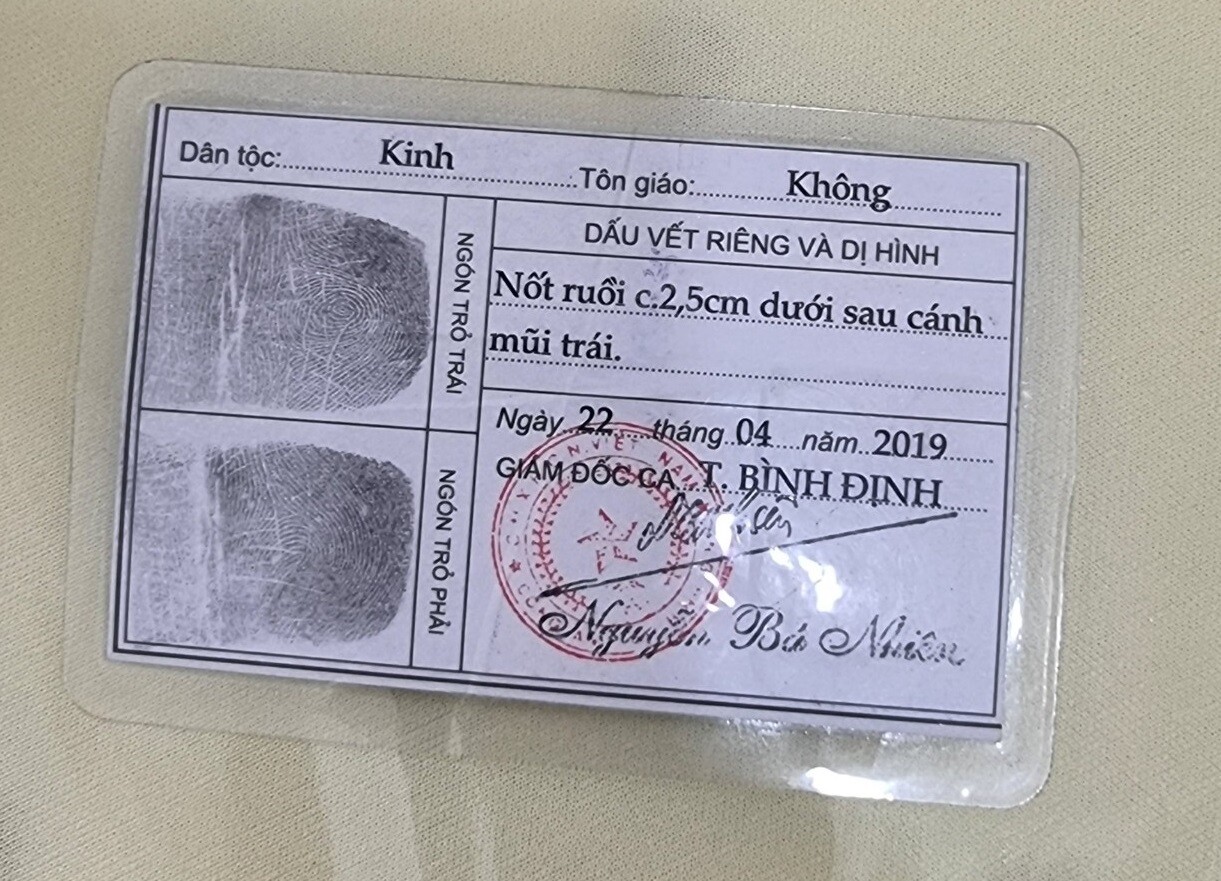 Dân tộc: Kinh Tôn giáo: Không
NGÓN TRỎ TRÁI
DẤU VẾT RIÊNG VÀ DỊ HÌNH
Nốt ruồi c.2,5cm dưới sau cánh
mũi trái.
NGÓN TRỎ PHẢI
Ngày 22 tháng 04 năm 2019
GIÁM ĐỐC CA T. BÌNH ĐỊNH
Nguyễn Bá Nhiên